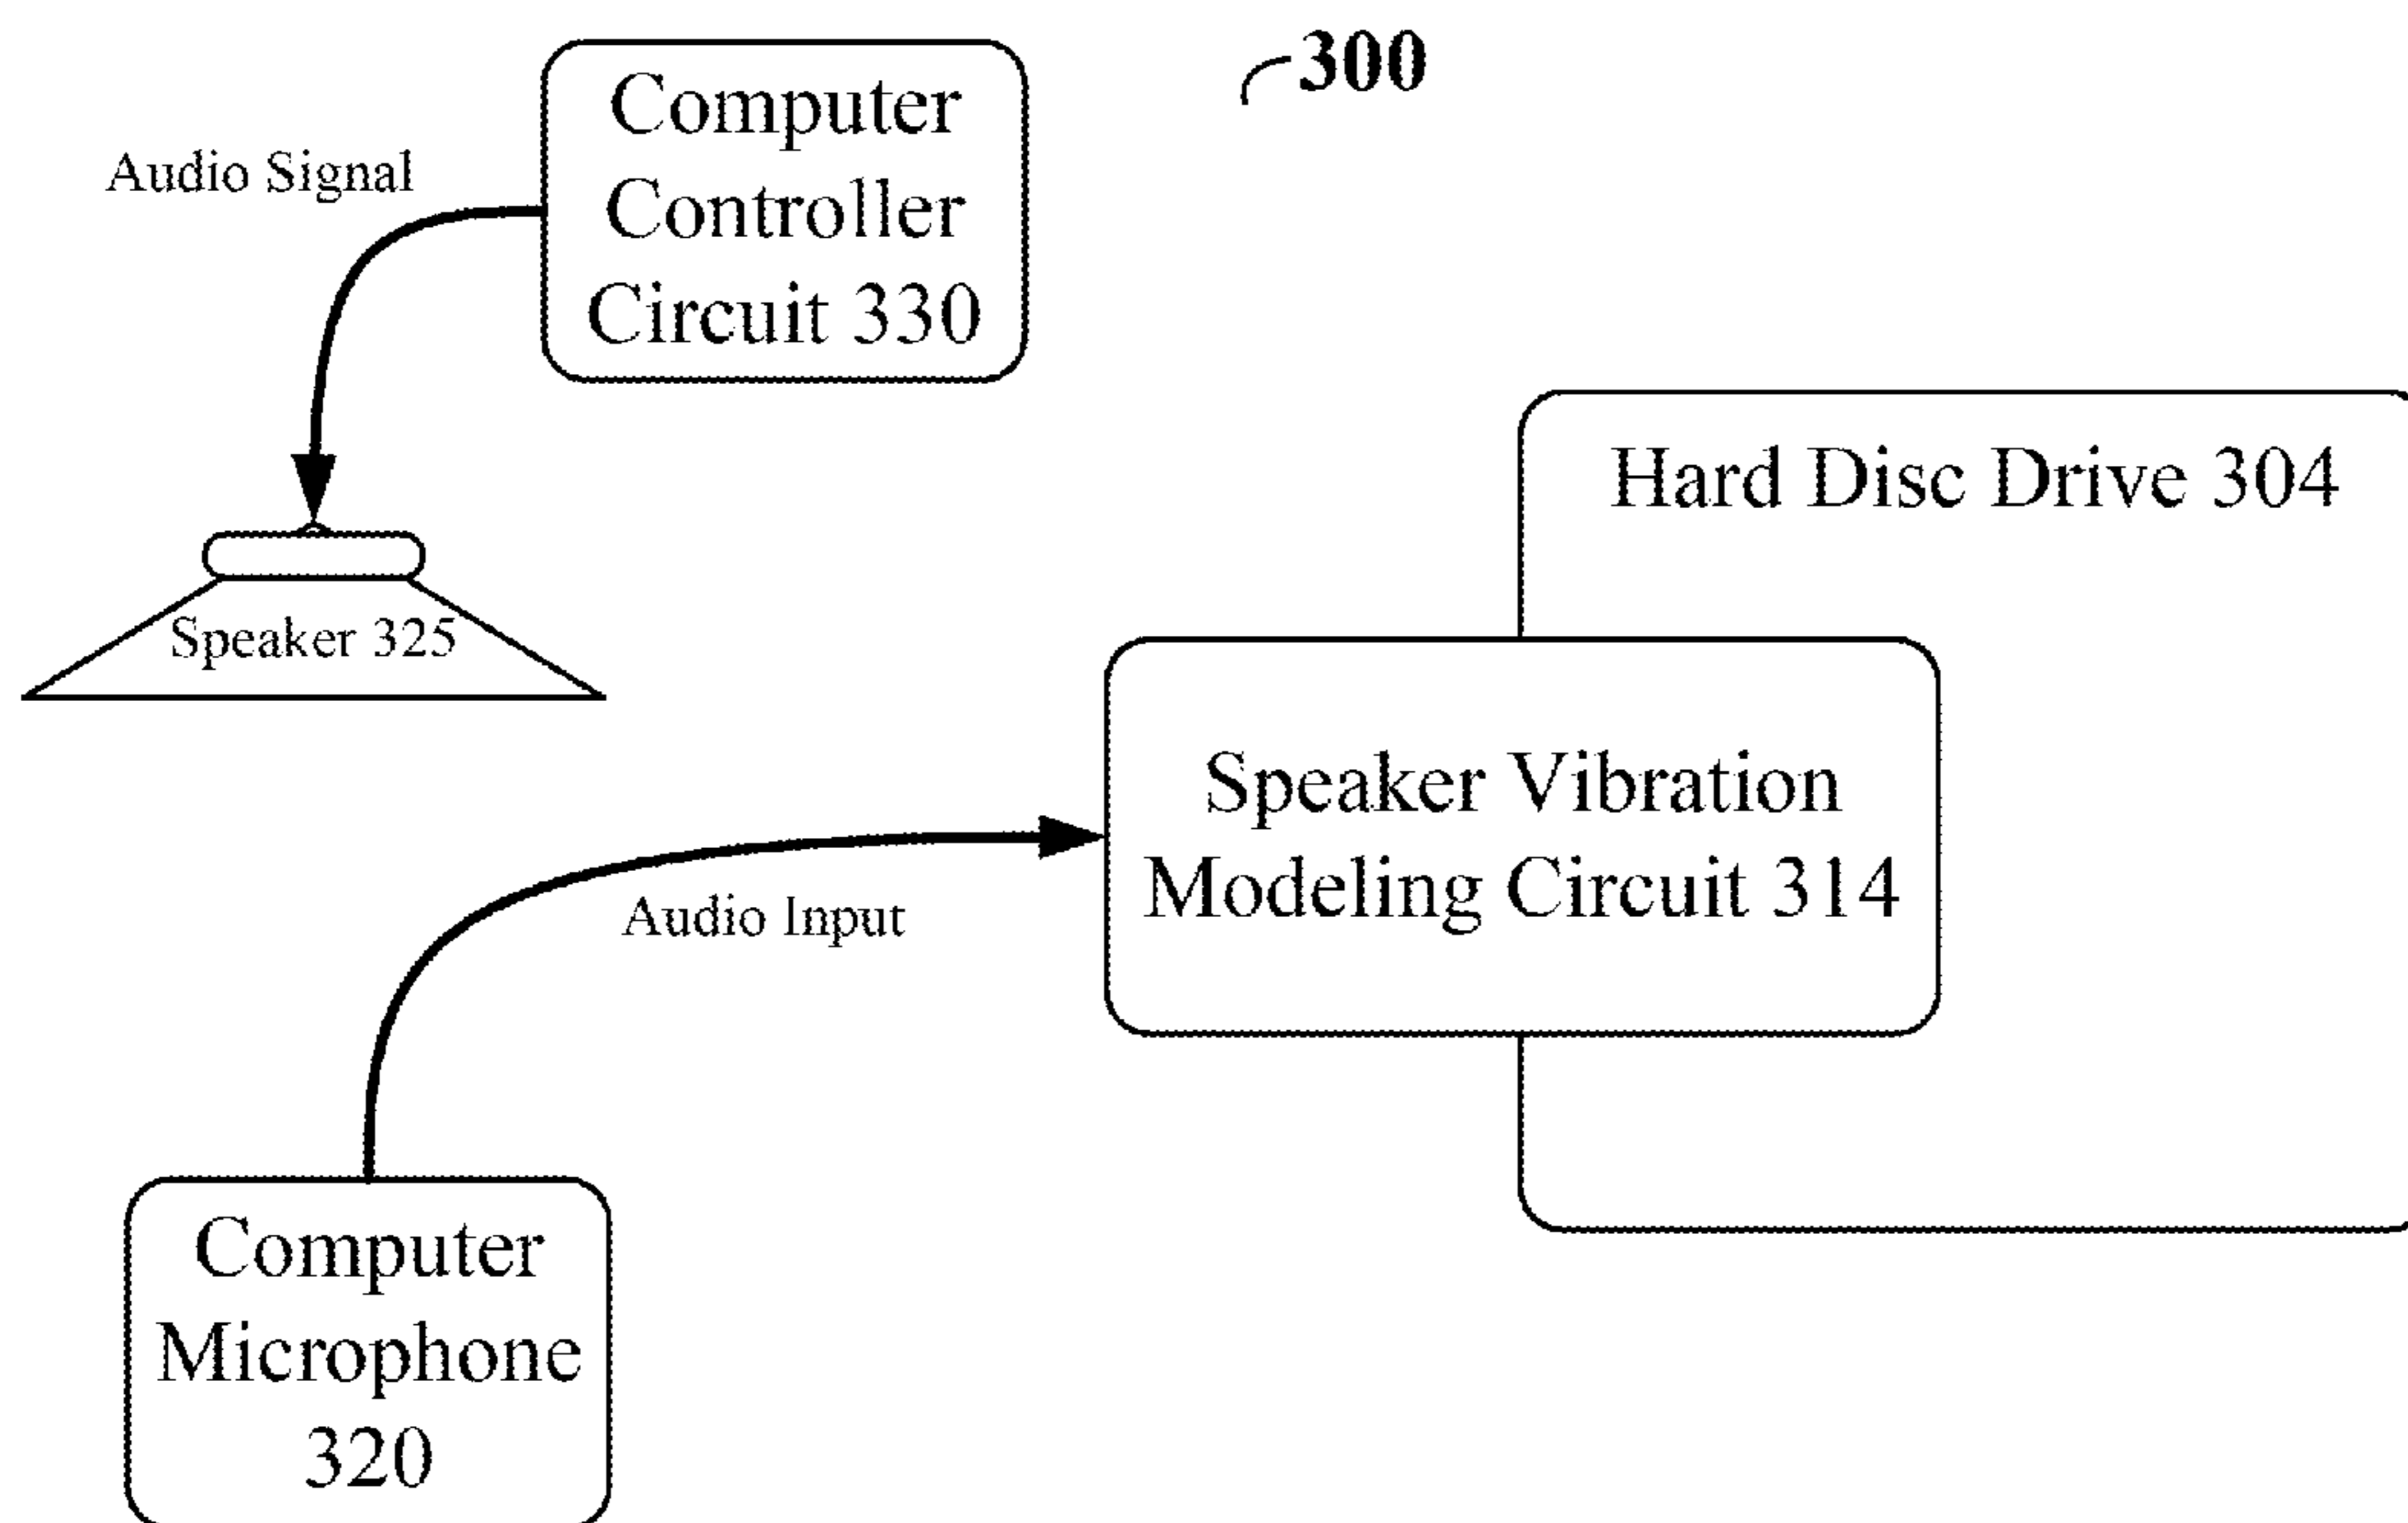 300
Computer
Controller
Circuit 330
Audio Signal
Hard Disc Drive 304
Speaker 325
Speaker Vibration
Modeling Circuit 314
Audio Input
Computer
Microphone
320